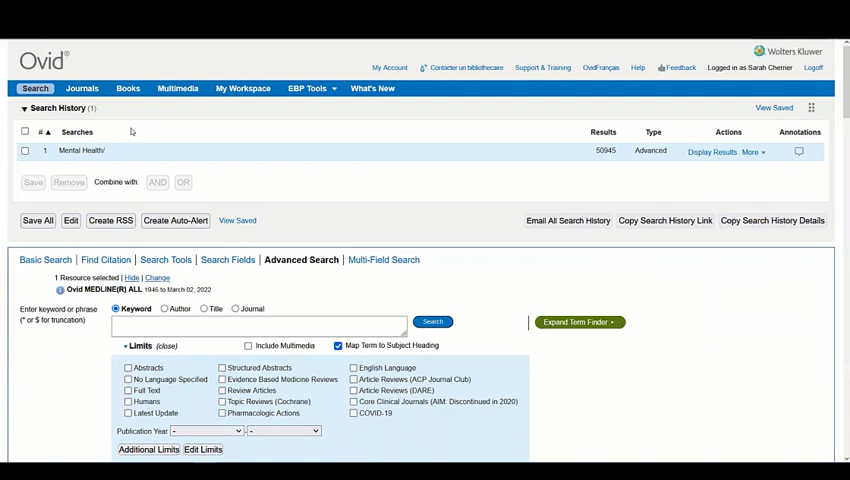 Wolters Kluwer
Ovid®
My Account Contacter un bibliothecaire Support & Training OvidFrançais Help Feedback Logged in as Sarah Cherrier Logoff
Search Journals Books Multimedia My Workspace EBP Tools What's New
Search History (1) View Saved
# Searches Results Type Actions Annotations
1 Mental Health/ 50945 Advanced Display Results More
Save Remove Combine with: AND OR
Save All Edit Create RSS Create Auto-Alert View Saved Email All Search History Copy Search History Link Copy Search History Details
Basic Search Find Citation Search Tools Search Fields Advanced Search Multi-Field Search
1 Resource selected | Hide | Change
Ovid MEDLINE(R) ALL 1946 to March 02, 2022
Enter keyword or phrase Keyword Author Title Journal
(* or $ for truncation) Search Expand Term Finder
Limits (close) Include Multimedia Map Term to Subject Heading
Abstracts Structured Abstracts English Language
No Language Specified Evidence Based Medicine Reviews Article Reviews (ACP Journal Club)
Full Text Review Articles Article Reviews (DARE)
Humans Topic Reviews (Cochrane) Core Clinical Journals (AIM: Discontinued in 2020)
Latest Update Pharmacologic Actions COVID-19
Publication Year - - -
Additional Limits Edit Limits